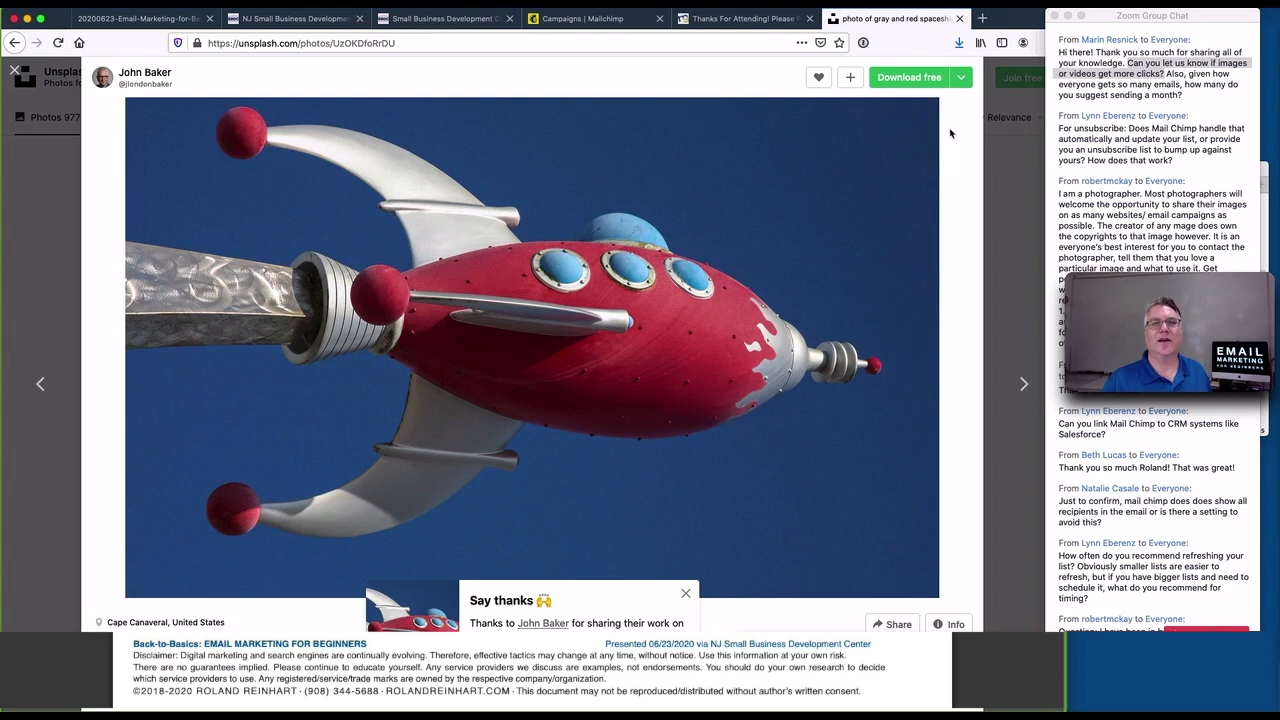 20200623-Email-Marketing-for-Be
NJ Small Business Developmen
Small Business Development C
Campaigns | Mailchimp
Thanks For Attending! Please F
photo of gray and red spaceshi
Zoom Group Chat
https://unsplash.com/photos/UzOKDfoRrDU
Unspla
Photos fo
John Baker
@jlondonbaker
Download free
Join free
Photos 977
Relevance
From Marin Resnick to Everyone:
Hi there! Thank you so much for sharing all of
your knowledge. Can you let us know if images
or videos get more clicks? Also, given how
everyone gets so many emails, how many do
you suggest sending a month?
From Lynn Eberenz to Everyone:
For unsubscribe: Does Mail Chimp handle that
automatically and update your list, or provide
you an unsubscribe list to bump up against
yours? How does that work?
From robertmckay to Everyone:
I am a photographer. Most photographers will
welcome the opportunity to share their images
on as many websites/ email campaigns as
possible. The creator of any mage does own
the copyrights to that image however. It is an
everyone's best interest for you to contact the
photographer, tell them that you love a
particular image and what to use it. Get
EMAIL
MARKETING
FOR BEGINNERS
From Lynn Eberenz to Everyone:
Can you link Mail Chimp to CRM systems like
Salesforce?
From Beth Lucas to Everyone:
Thank you so much Roland! That was great!
From Natalie Casale to Everyone:
Just to confirm, mail chimp does does show all
recipients in the email or is there a setting to
avoid this?
From Lynn Eberenz to Everyone:
How often do you recommend refreshing your
list? Obviously smaller lists are easier to
refresh, but if you have bigger lists and need to
schedule it, what do you recommend for
timing?
From robertmckay to Everyone:
Say thanks 🙌
Thanks to John Baker for sharing their work on
Cape Canaveral, United States
Share
Info
Back-to-Basics: EMAIL MARKETING FOR BEGINNERS
Presented 06/23/2020 via NJ Small Business Development Center
Disclaimer: Digital marketing and search engines are continually evolving. Therefore, effective tactics may change at any time, without notice. Use this information at your own risk.
There are no guarantees implied. Please continue to educate yourself. Any service providers we discuss are examples, not endorsements. You should do your own research to decide
which service providers to use. Any registered/service/trade marks are owned by the respective company/organization.
©2018-2020 ROLAND REINHART · (908) 344-5688 · ROLANDREINHART.COM · This document may not be reproduced/distributed without author's written consent.